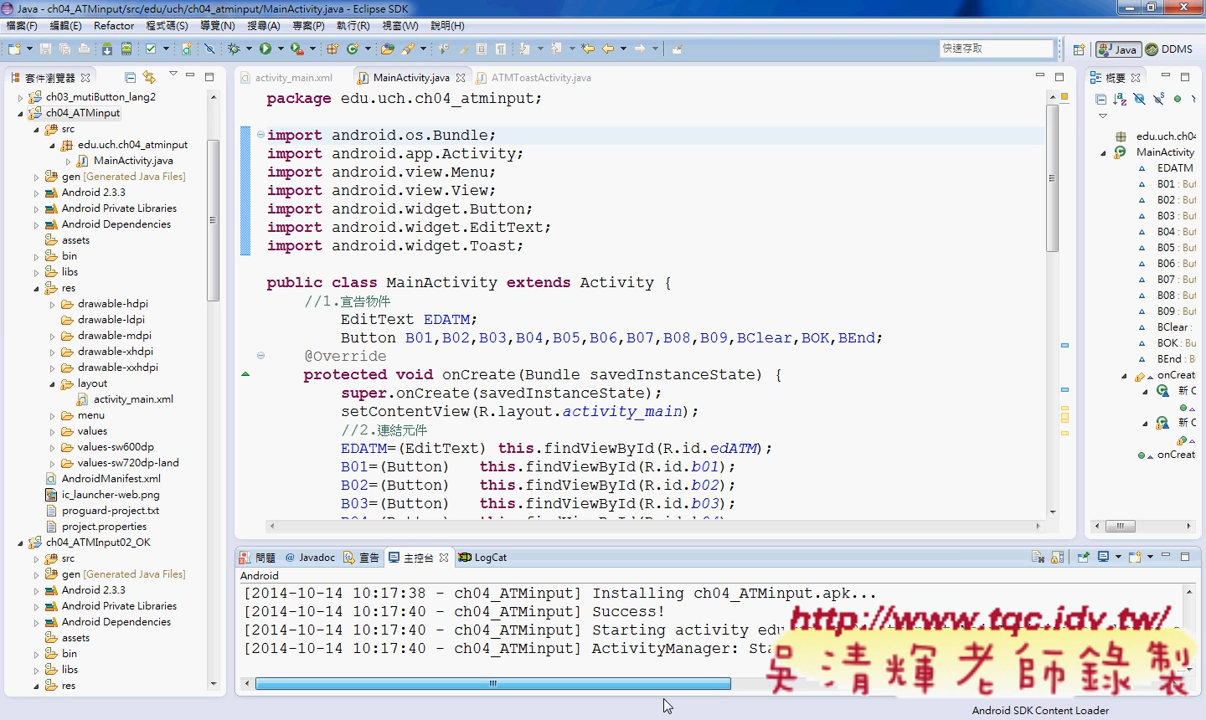 Java - ch04_ATMinput/src/edu/uch/ch04_atminput/MainActivity.java - Eclipse SDK
檔案(F) 編輯(E) Refactor 程式碼(S) 導覽(N) 搜尋(A) 專案(P) 執行(R) 視窗(W) 說明(H)
快速存取 Java DDMS
套件瀏覽器
ch03_mutiButton_lang2
ch04_ATMinput
src
edu.uch.ch04_atminput
MainActivity.java
gen [Generated Java Files]
Android 2.3.3
Android Private Libraries
Android Dependencies
assets
bin
libs
res
drawable-hdpi
drawable-ldpi
drawable-mdpi
drawable-xhdpi
drawable-xxhdpi
layout
activity_main.xml
menu
values
values-sw600dp
values-sw720dp-land
AndroidManifest.xml
ic_launcher-web.png
proguard-project.txt
project.properties
ch04_ATMInput02_OK
src
gen [Generated Java Files]
Android 2.3.3
Android Private Libraries
Android Dependencies
assets
bin
libs
res
activity_main.xml MainActivity.java ATMToastActivity.java
package edu.uch.ch04_atminput;
import android.os.Bundle;
import android.app.Activity;
import android.view.Menu;
import android.view.View;
import android.widget.Button;
import android.widget.EditText;
import android.widget.Toast;
public class MainActivity extends Activity {
//1.宣告物件
EditText EDATM;
Button B01,B02,B03,B04,B05,B06,B07,B08,B09,BClear,BOK,BEnd;
@Override
protected void onCreate(Bundle savedInstanceState) {
super.onCreate(savedInstanceState);
setContentView(R.layout.activity_main);
//2.連結元件
EDATM=(EditText) this.findViewById(R.id.edATM);
B01=(Button) this.findViewById(R.id.b01);
B02=(Button) this.findViewById(R.id.b02);
B03=(Button) this.findViewById(R.id.b03);
概要
edu.uch.ch04
MainActivity
EDATM
B01 : But
B02 : But
B03 : But
B04 : But
B05 : But
B06 : But
B07 : But
B08 : But
B09 : But
BClear :
BOK : Bu
BEnd : Bu
onCreat
新 C
新 C
onCreat
問題 @ Javadoc 宣告 主控台 LogCat
Android
[2014-10-14 10:17:38 - ch04_ATMinput] Installing ch04_ATMinput.apk...
[2014-10-14 10:17:40 - ch04_ATMinput] Success!
[2014-10-14 10:17:40 - ch04_ATMinput] Starting activity edu
[2014-10-14 10:17:40 - ch04_ATMinput] ActivityManager: Sta
http://www.tqc.idv.tw/
吳清輝老師錄製
Android SDK Content Loader